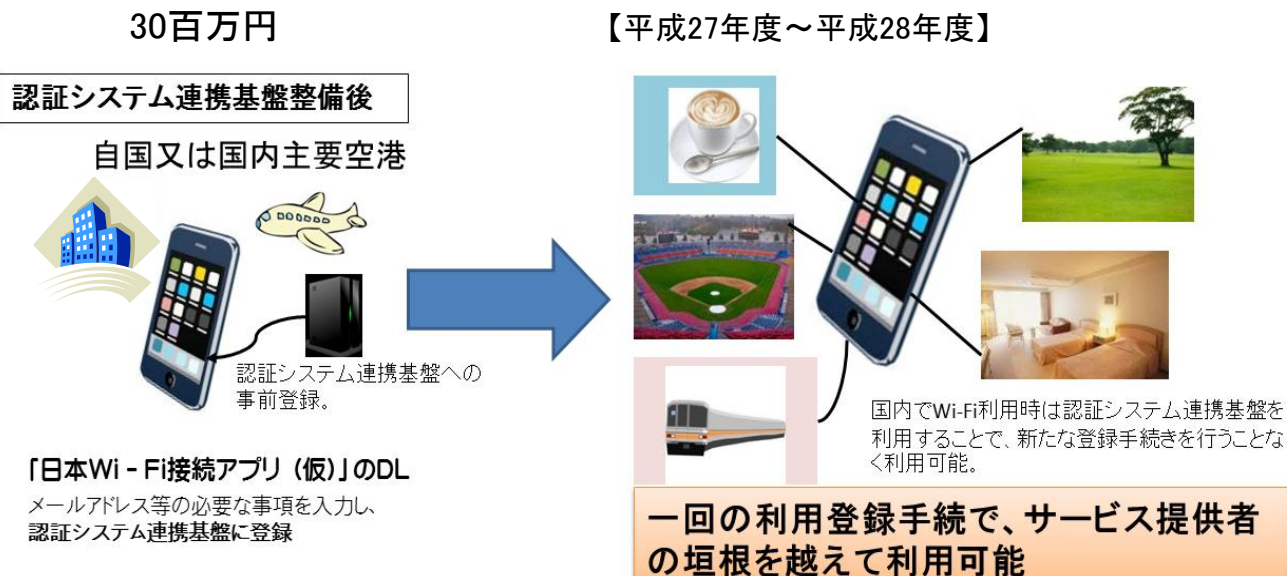 30百万円
【平成27年度～平成28年度】
認証システム連携基盤整備後
自国又は国内主要空港
認証システム連携基盤への
事前登録。
「日本Wi‐Fi接続アプリ（仮）」のDL
メールアドレス等の必要な事項を入力し、
認証システム連携基盤に登録
国内でWi-Fi利用時は認証システム連携基盤を
利用することで、新たな登録手続きを行うことな
く利用可能。
一回の利用登録手続で、サービス提供者
の垣根を越えて利用可能